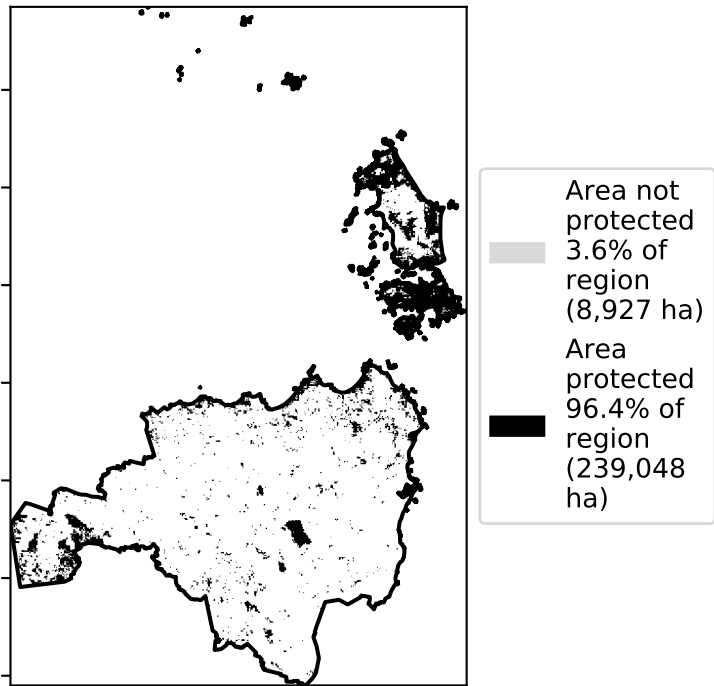 Area not
protected
3.6% of
region
(8,927 ha)
Area
protected
96.4% of
region
(239,048
ha)